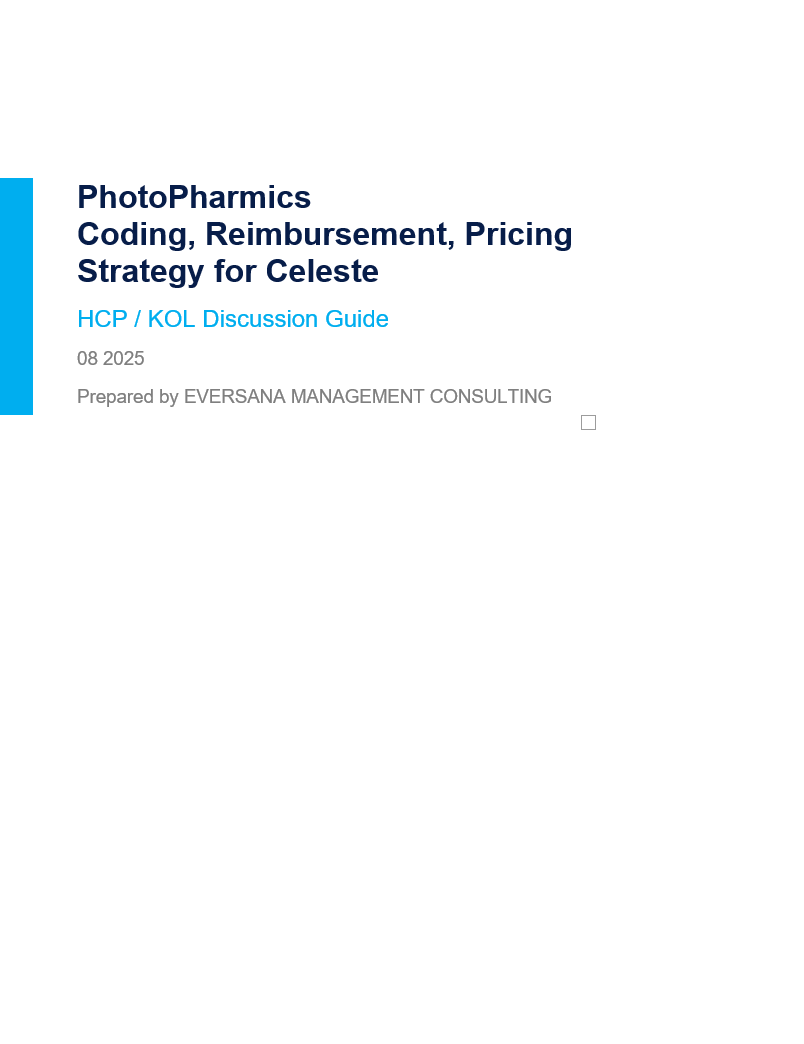 PhotoPharmics
Coding, Reimbursement, Pricing
Strategy for Celeste
HCP / KOL Discussion Guide
08 2025
Prepared by EVERSANA MANAGEMENT CONSULTING